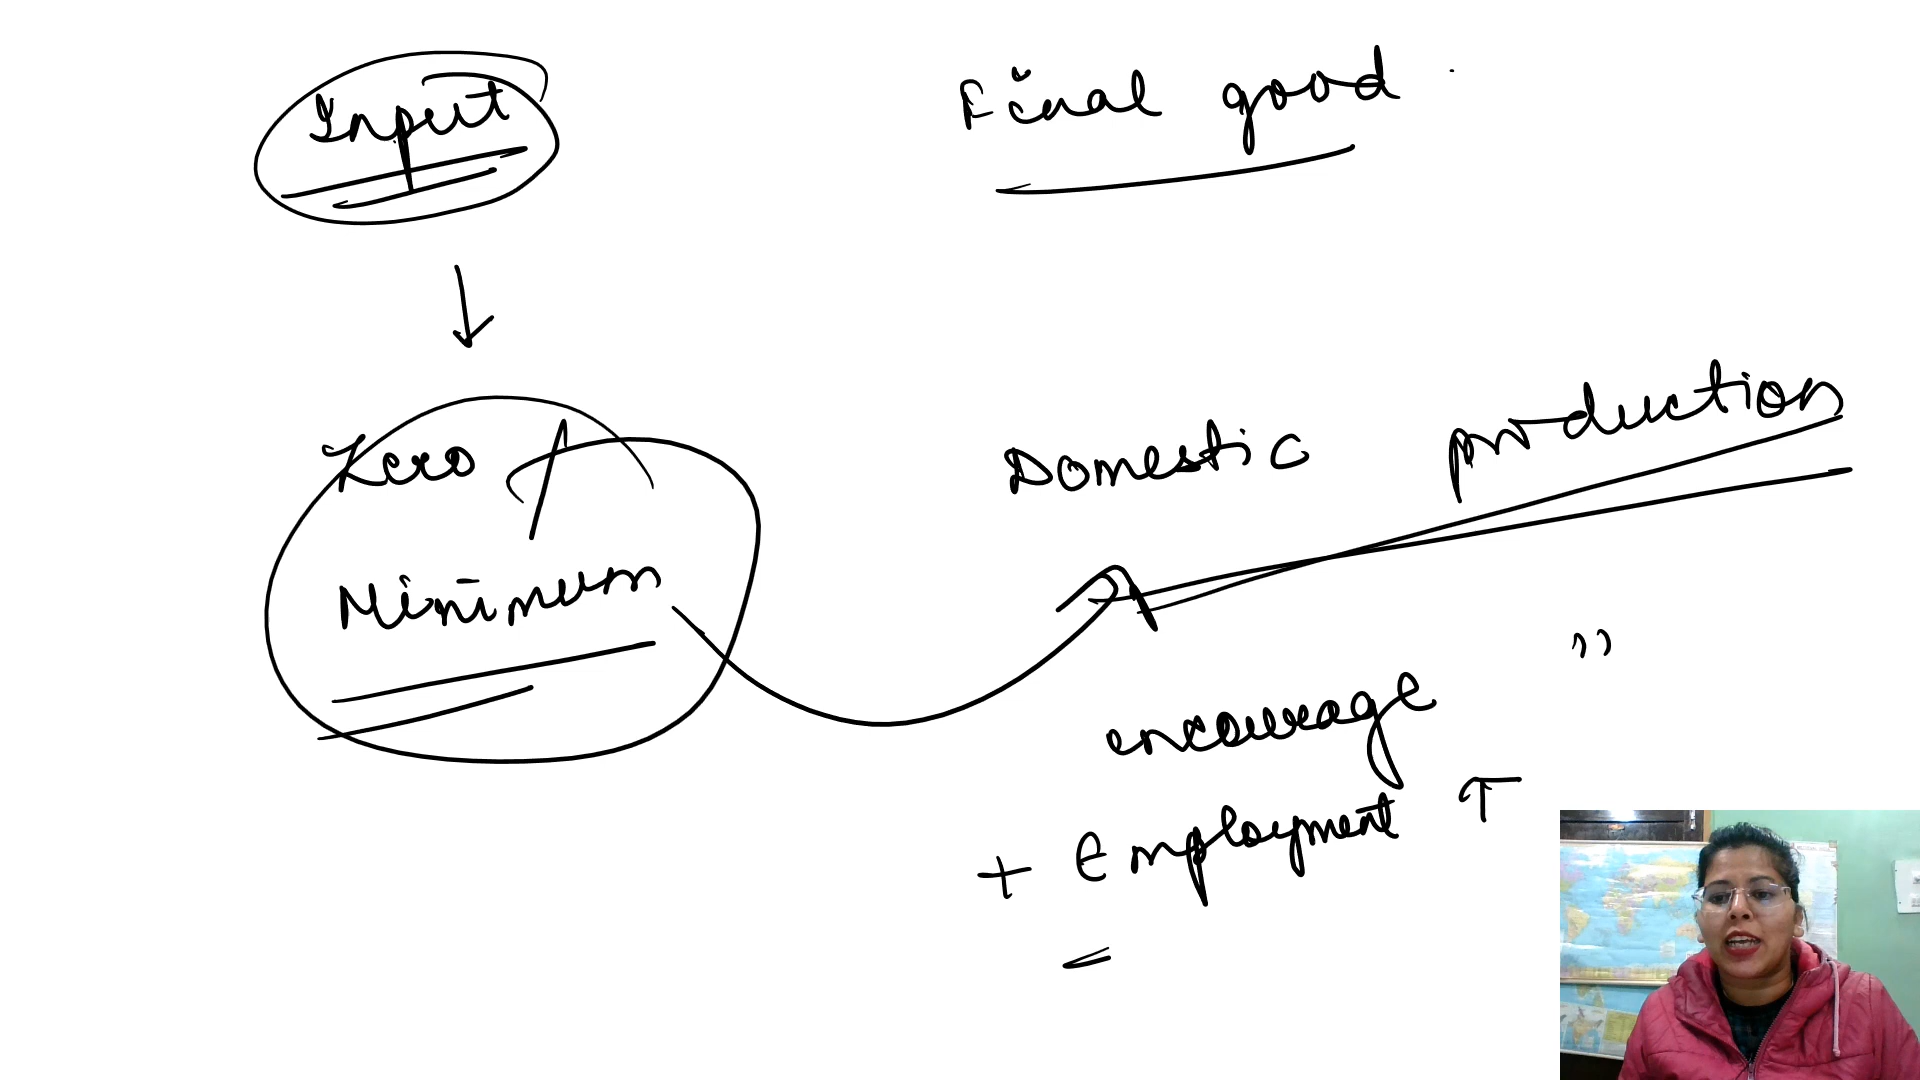 Input
Final good
Zero /
Minimum
Domestic production
encourage "
+ Employment ↑